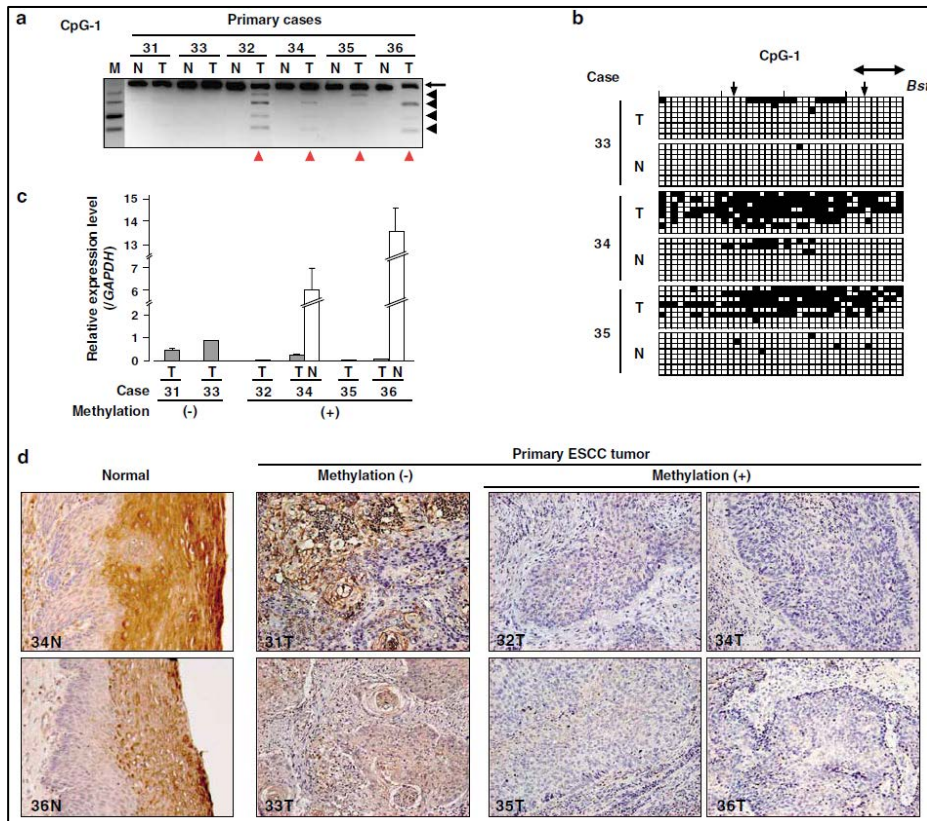 a
CpG-1
Primary cases
31 33 32 34 35 36
M N T N T N T N T N T N T
b
CpG-1
Case
T
33
N
T
34
N
T
35
N
c
Relative expression level
(/GAPDH)
15
14
13
7
6
2
1
0
T T T T N T T N
Case 31 33 32 34 35 36
Methylation (-) (+)
d
Primary ESCC tumor
Normal Methylation (-) Methylation (+)
34N 31T 32T 34T
36N 33T 35T 36T